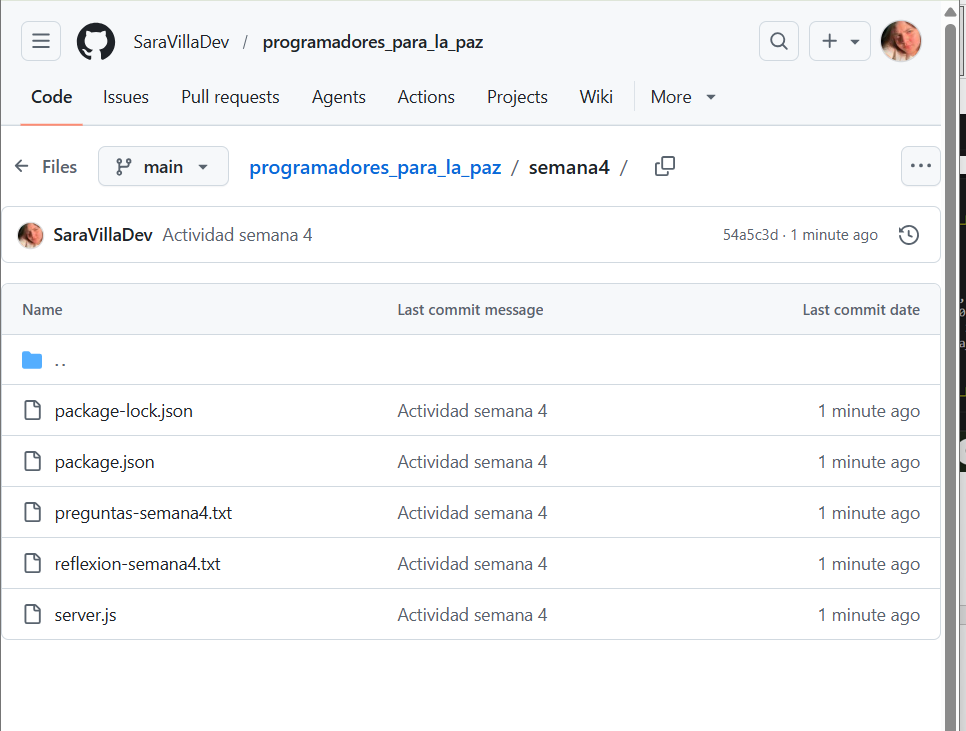 SaraVillaDev / programadores_para_la_paz
Code Issues Pull requests Agents Actions Projects Wiki More
Files main programadores_para_la_paz / semana4 /
SaraVillaDev Actividad semana 4 54a5c3d · 1 minute ago
Name Last commit message Last commit date
..
package-lock.json Actividad semana 4 1 minute ago
package.json Actividad semana 4 1 minute ago
preguntas-semana4.txt Actividad semana 4 1 minute ago
reflexion-semana4.txt Actividad semana 4 1 minute ago
server.js Actividad semana 4 1 minute ago